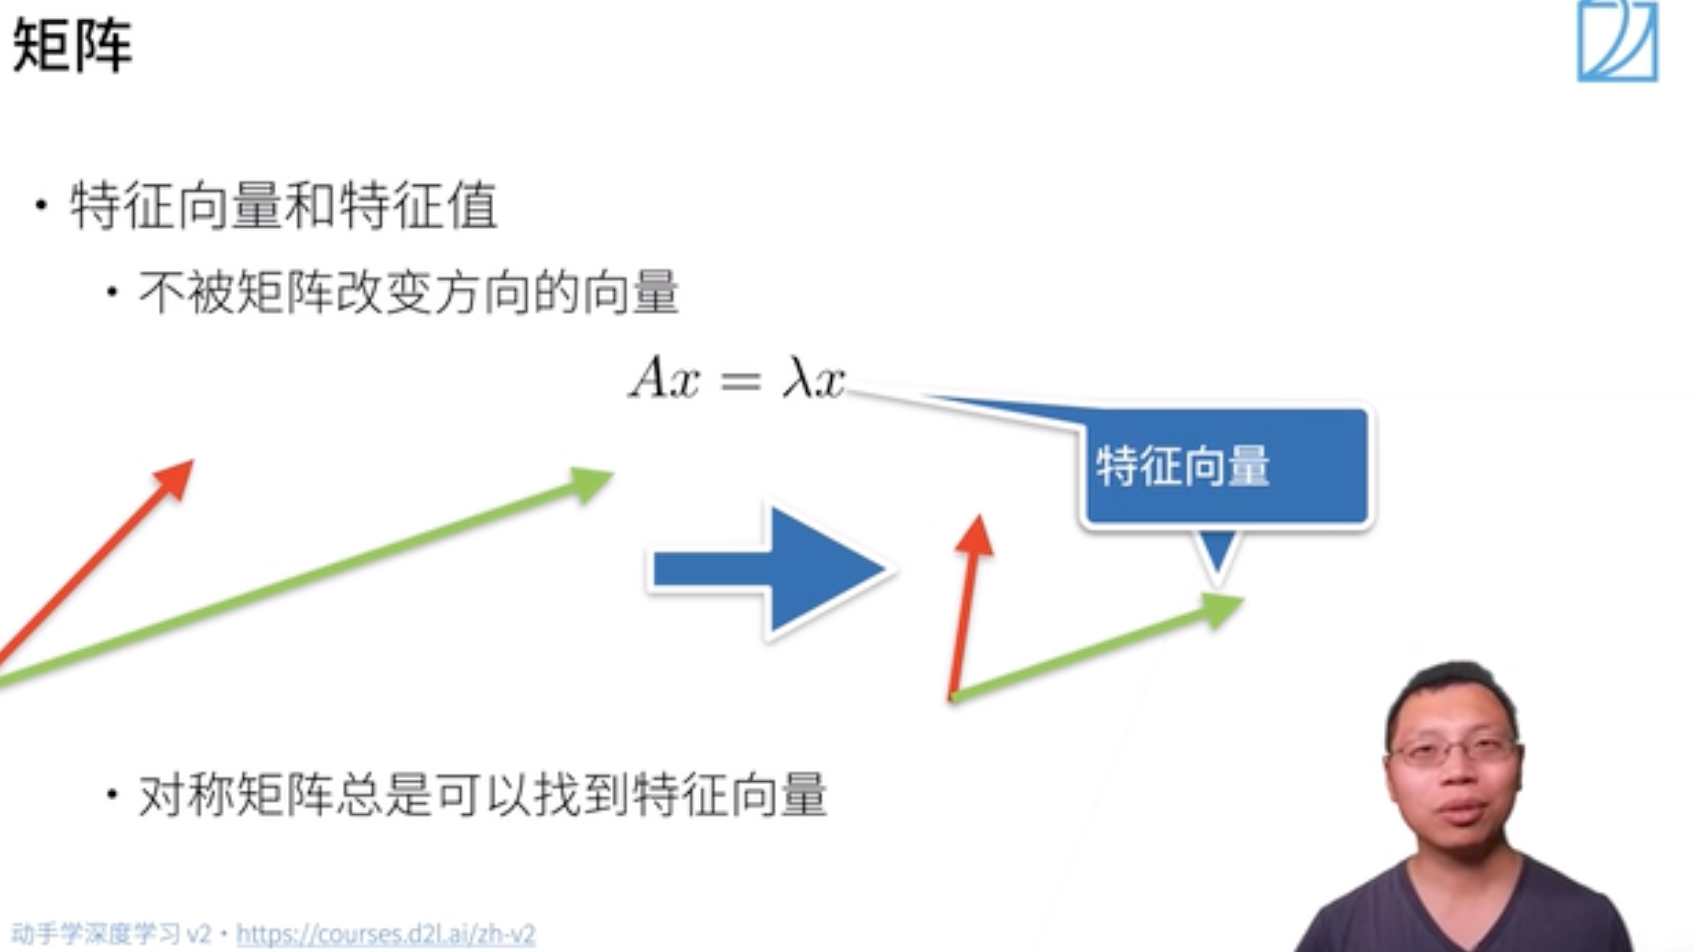 矩阵
• 特征向量和特征值
• 不被矩阵改变方向的向量
Ax = λx
特征向量
• 对称矩阵总是可以找到特征向量
动手学深度学习 v2 • https://courses.d2l.ai/zh-v2